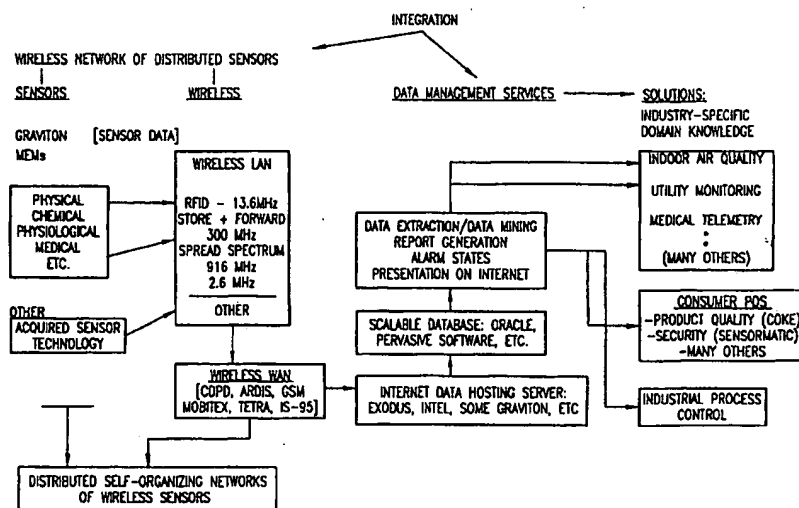 INTEGRATION
WIRELESS NETWORK OF DISTRIBUTED SENSORS
SENSORS
WIRELESS
DATA MANAGEMENT SERVICES
SOLUTIONS:
INDUSTRY-SPECIFIC
DOMAIN KNOWLEDGE
GRAVITON [SENSOR DATA]
MEMs
PHYSICAL
CHEMICAL
PHYSIOLOGICAL
MEDICAL
ETC.
OTHER
ACQUIRED SENSOR
TECHNOLOGY
WIRELESS LAN
RFID - 13.6MHz
STORE + FORWARD
300 MHz
SPREAD SPECTRUM
916 MHz
2.6 MHz
OTHER
WIRELESS WAN
[CDPD, ARDIS, GSM
MOBITEX, TETRA, IS-95]
DISTRIBUTED SELF-ORGANIZING NETWORKS
OF WIRELESS SENSORS
DATA EXTRACTION/DATA MINING
REPORT GENERATION
ALARM STATES
PRESENTATION ON INTERNET
SCALABLE DATABASE: ORACLE,
PERVASIVE SOFTWARE, ETC.
INTERNET DATA HOSTING SERVER:
EXODUS, INTEL, SOME GRAVITON, ETC
INDOOR AIR QUALITY
UTILITY MONITORING
MEDICAL TELEMETRY
(MANY OTHERS)
CONSUMER POS
-PRODUCT QUALITY (COKE)
-SECURITY (SENSORMATIC)
-MANY OTHERS
INDUSTRIAL PROCESS
CONTROL